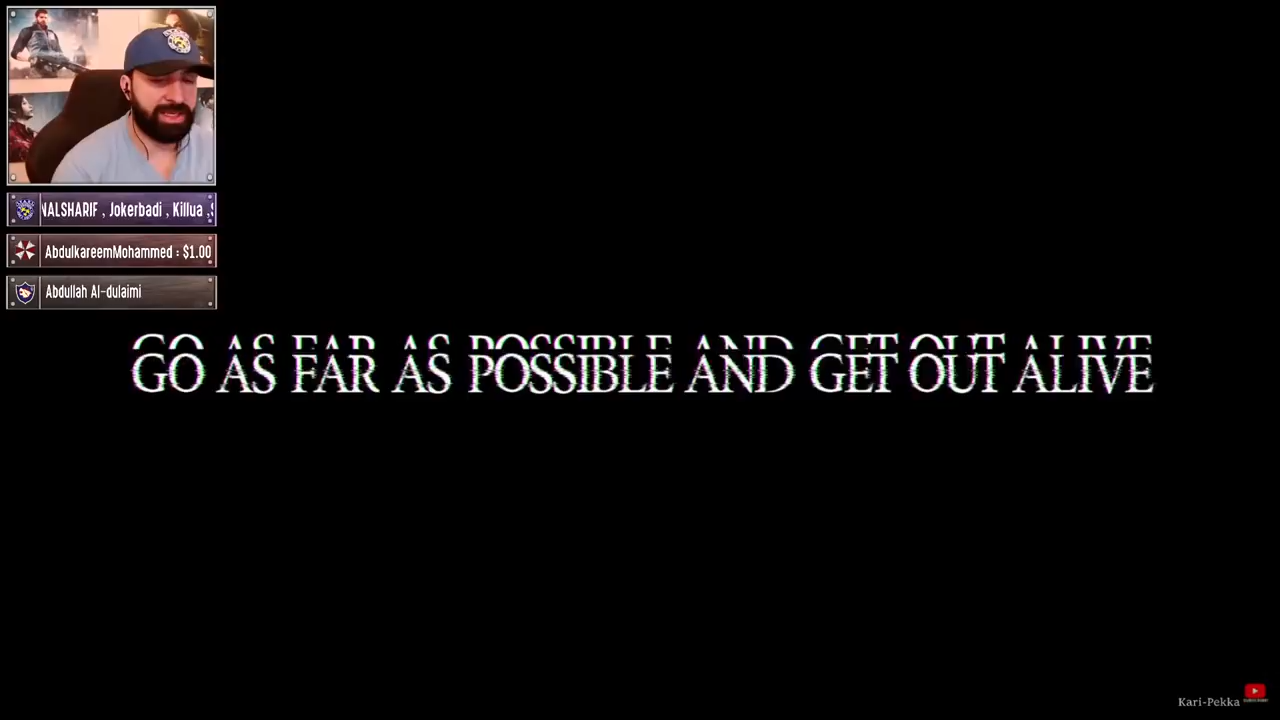 NALSHARIF , Jokerbadi , Killua ,
AbdulkareemMohammed : $1.00
Abdullah Al-dulaimi
GO AS FAR AS POSSIBLE AND GET OUT ALIVE
Kari-Pekka